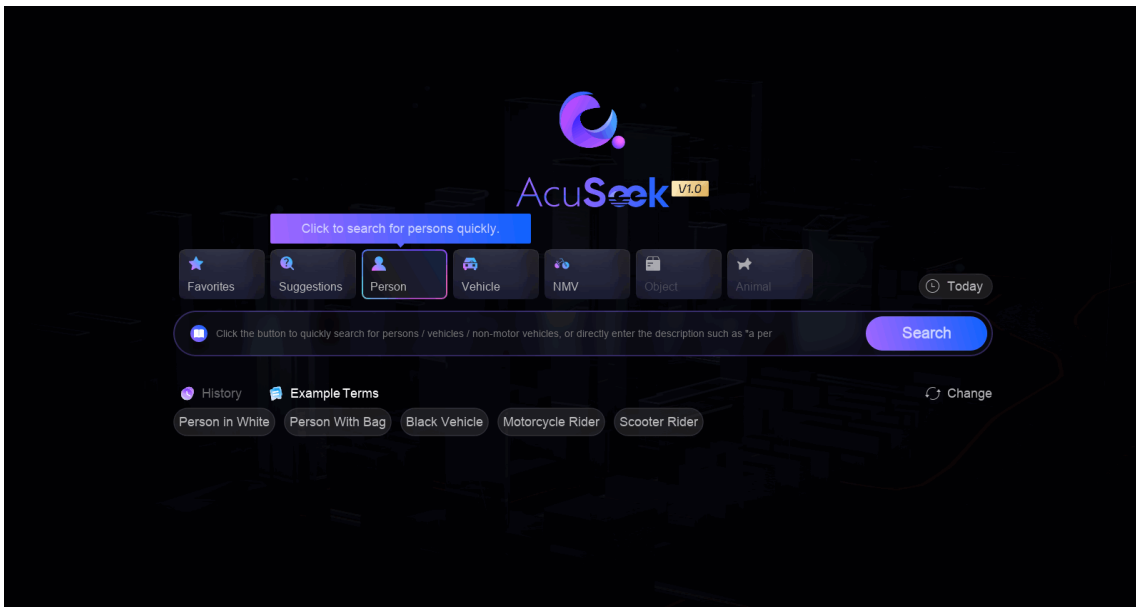 AcuSeek V1.0
Click to search for persons quickly.
Favorites
Suggestions
Person
Vehicle
NMV
Object
Animal
Today
Click the button to quickly search for persons / vehicles / non-motor vehicles, or directly enter the description such as "a per
Search
History
Example Terms
Change
Person in White
Person With Bag
Black Vehicle
Motorcycle Rider
Scooter Rider